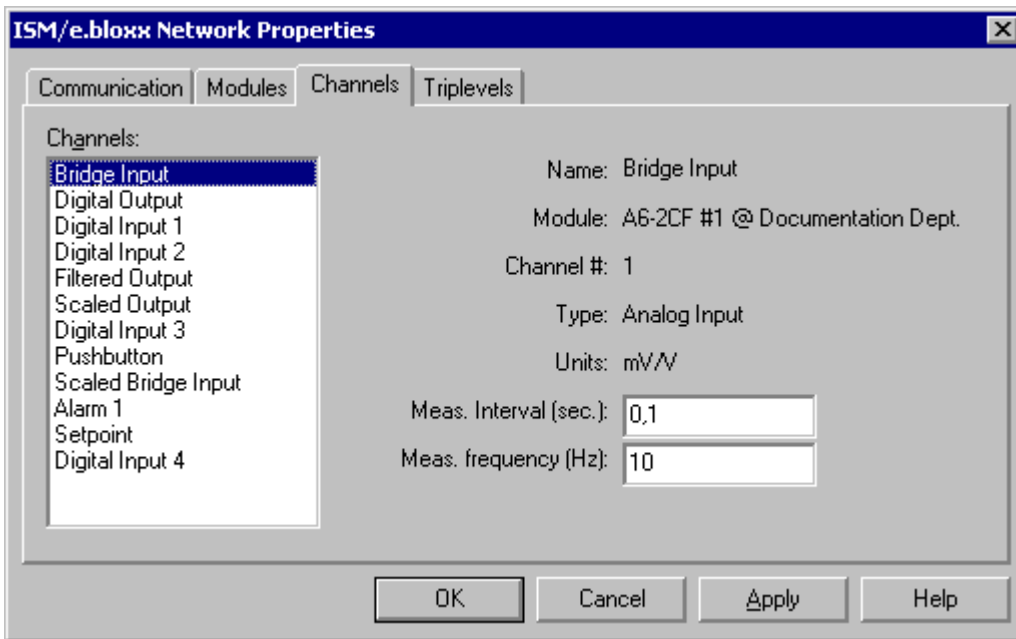 ISM/e.bloxx Network Properties
Communication
Modules
Channels
Triplevels
Channels:
Bridge Input
Digital Output
Digital Input 1
Digital Input 2
Filtered Output
Scaled Output
Digital Input 3
Pushbutton
Scaled Bridge Input
Alarm 1
Setpoint
Digital Input 4
Name: Bridge Input
Module: A6-2CF #1 @ Documentation Dept.
Channel #: 1
Type: Analog Input
Units: mV/V
Meas. Interval (sec.): 0,1
Meas. frequency (Hz): 10
OK
Cancel
Apply
Help